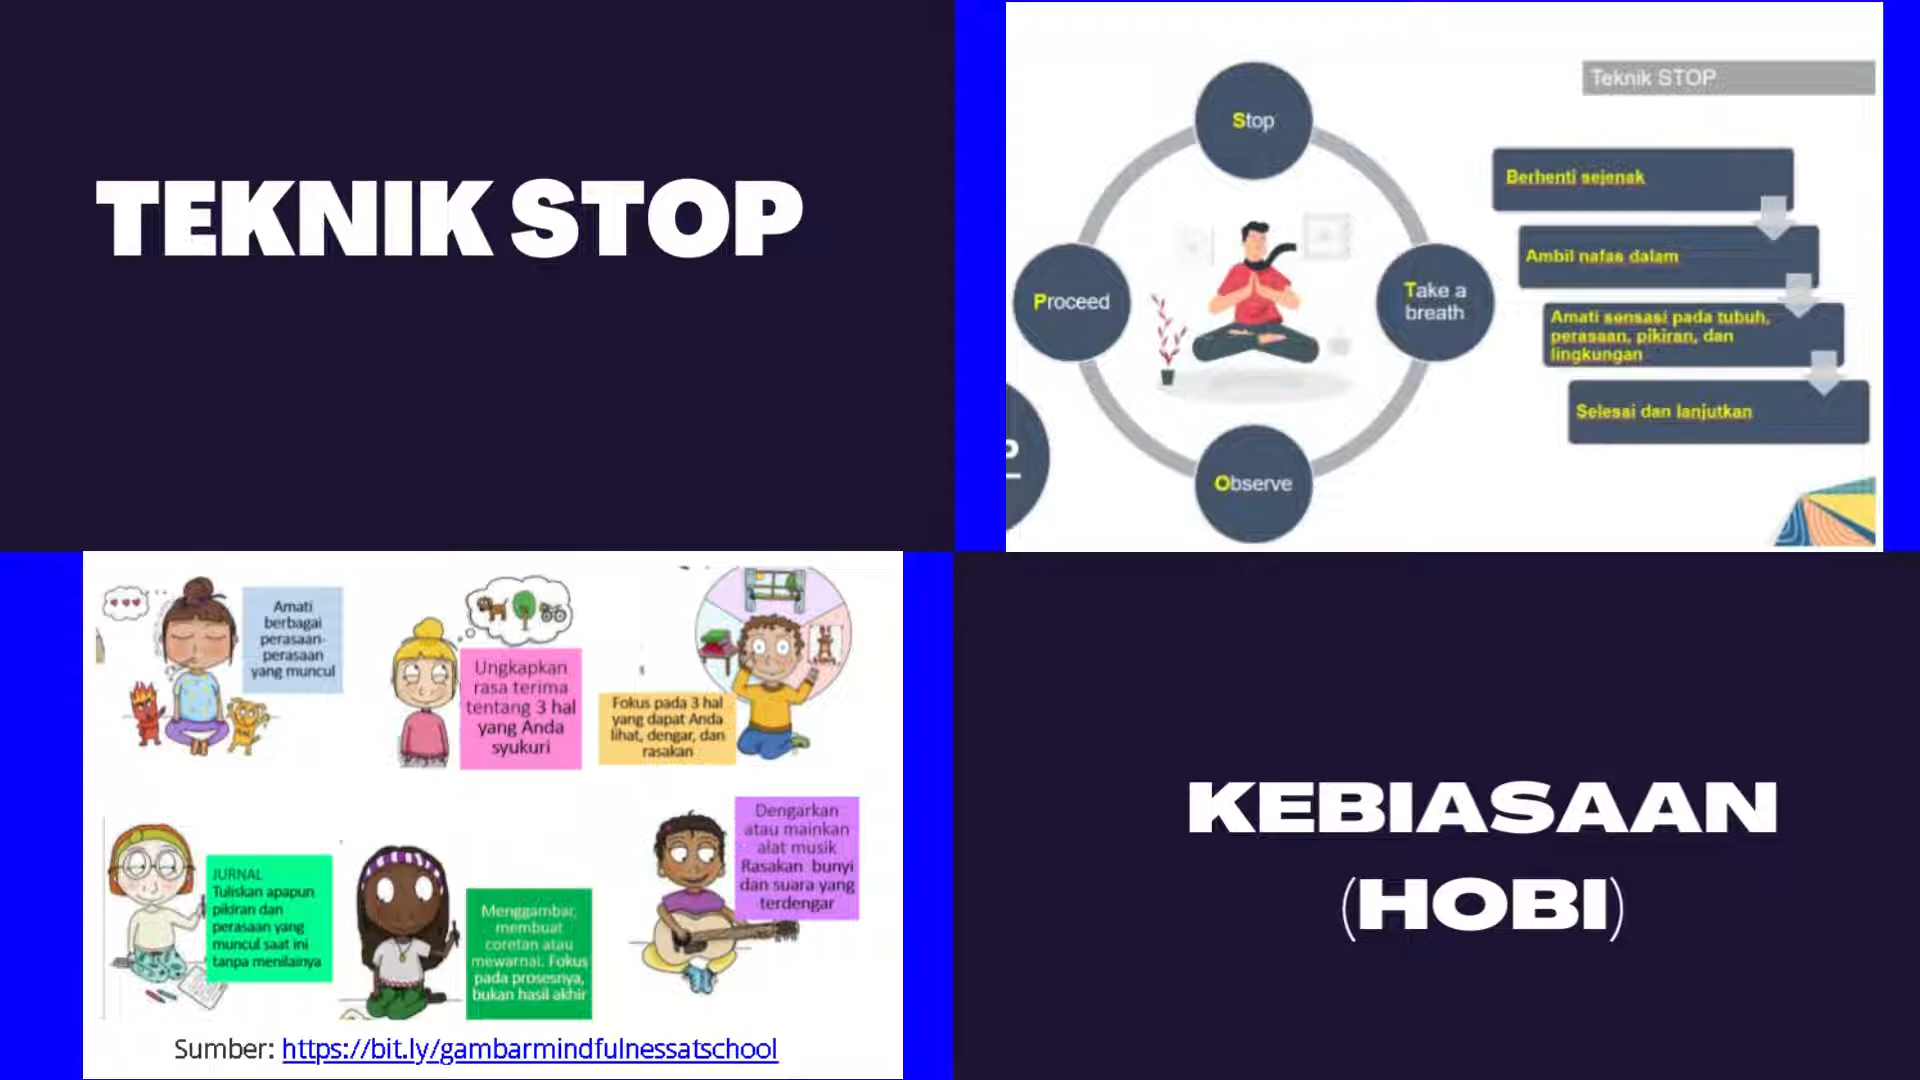 TEKNIK STOP
Teknik STOP
Stop
Take a
breath
Observe
Proceed
Berhenti sejenak
Ambil nafas dalam
Amati sensasi pada tubuh,
perasaan, pikiran, dan
lingkungan
Selesai dan lanjutkan
Amati
berbagai
perasaan-
perasaan
yang muncul
Ungkapkan
rasa terima
tentang 3 hal
yang Anda
syukuri
Fokus pada 3 hal
yang dapat Anda
lihat, dengar, dan
rasakan
JURNAL
Tuliskan apapun
pikiran dan
perasaan yang
muncul saat ini
tanpa menilainya
Menggambar,
membuat
coretan atau
mewarnai. Fokus
pada prosesnya,
bukan hasil akhir
Dengarkan
atau mainkan
alat musik
Rasakan bunyi
dan suara yang
terdengar
Sumber: https://bit.ly/gambarmindfulnessatschool
KEBIASAAN
(HOBI)